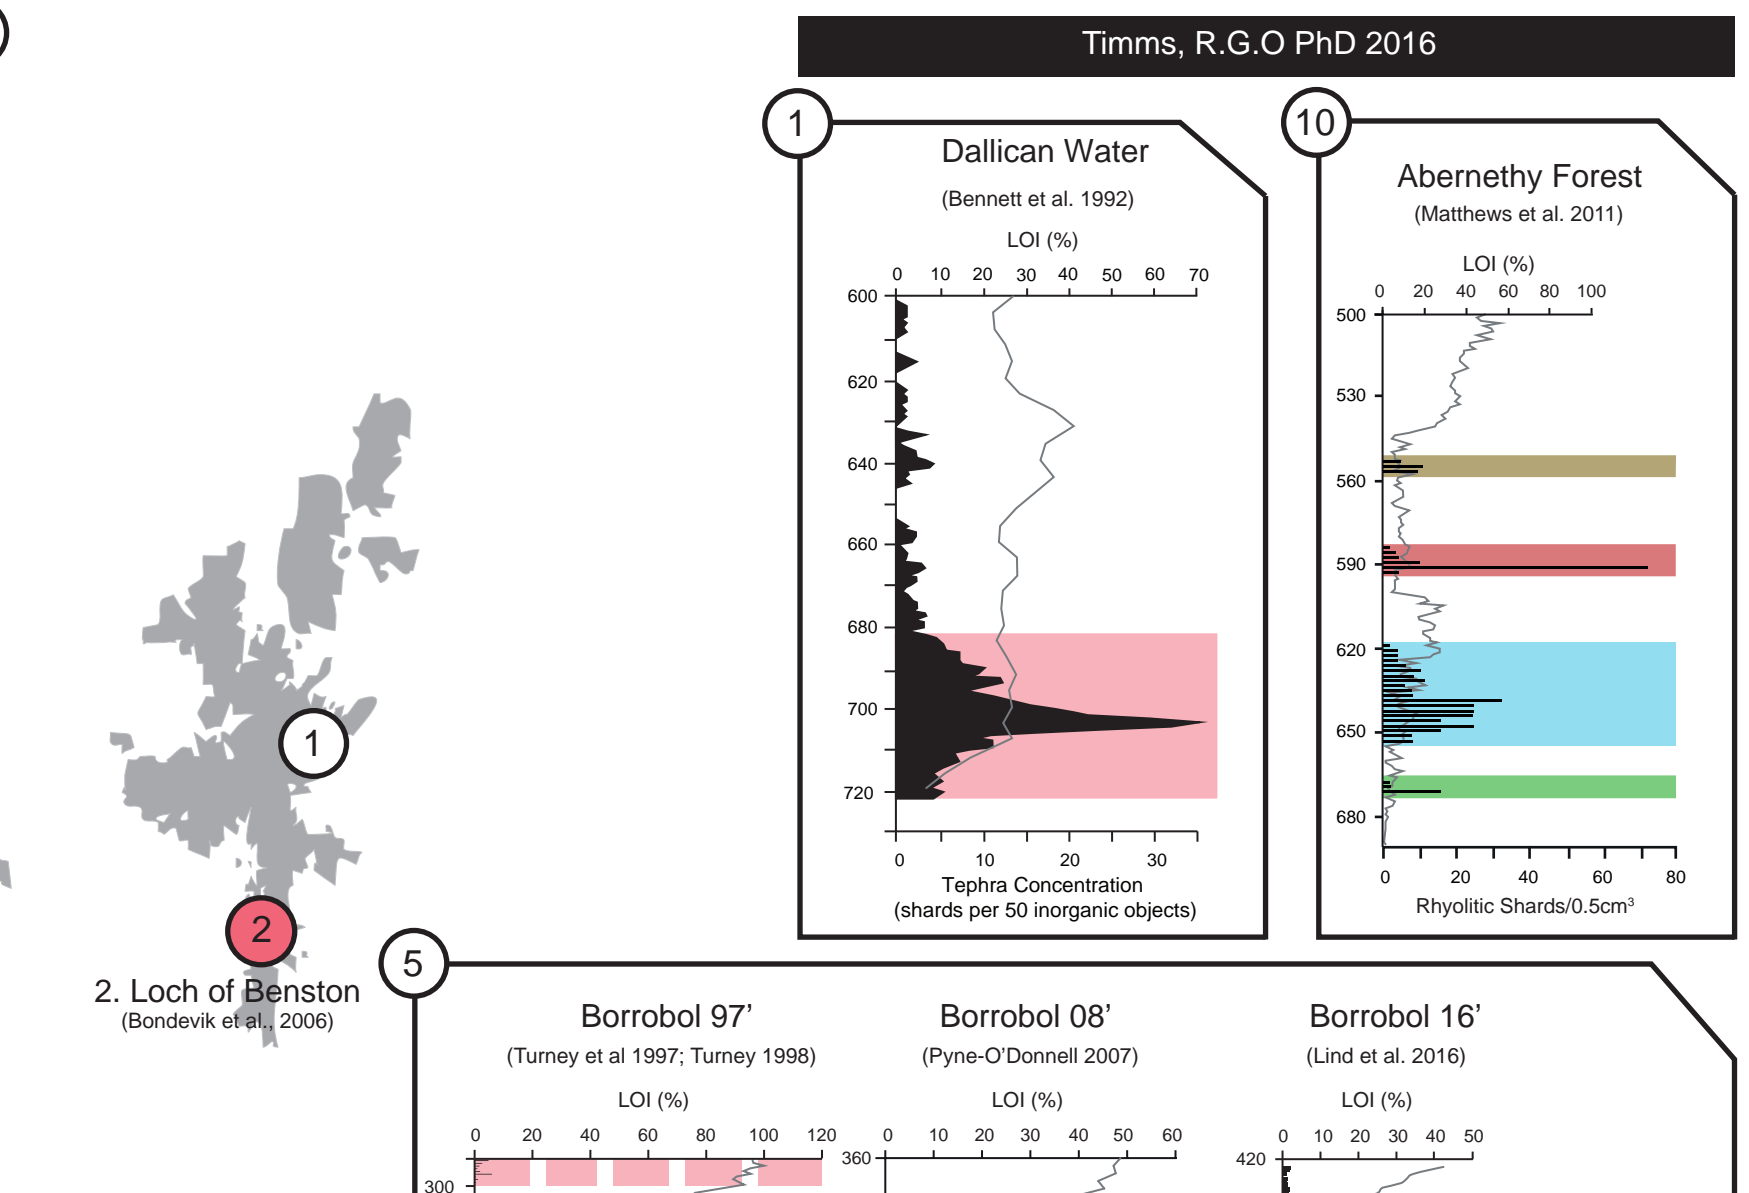 Timms, R.G.O PhD 2016
1
Dallican Water
(Bennett et al. 1992)
LOI (%)
0 10 20 30 40 50 60 70
600
620
640
660
680
700
720
0 10 20 30
Tephra Concentration
(shards per 50 inorganic objects)
10
Abernethy Forest
(Matthews et al. 2011)
LOI (%)
0 20 40 60 80 100
500
530
560
590
620
650
680
0 20 40 60 80
Rhyolitic Shards/0.5cm³
1
2
2. Loch of Benston
(Bondevik et al., 2006)
5
Borrobol 97’
(Turney et al 1997; Turney 1998)
LOI (%)
0 20 40 60 80 100 120
300
Borrobol 08’
(Pyne-O’Donnell 2007)
LOI (%)
0 10 20 30 40 50 60
360
Borrobol 16’
(Lind et al. 2016)
LOI (%)
0 10 20 30 40 50
420